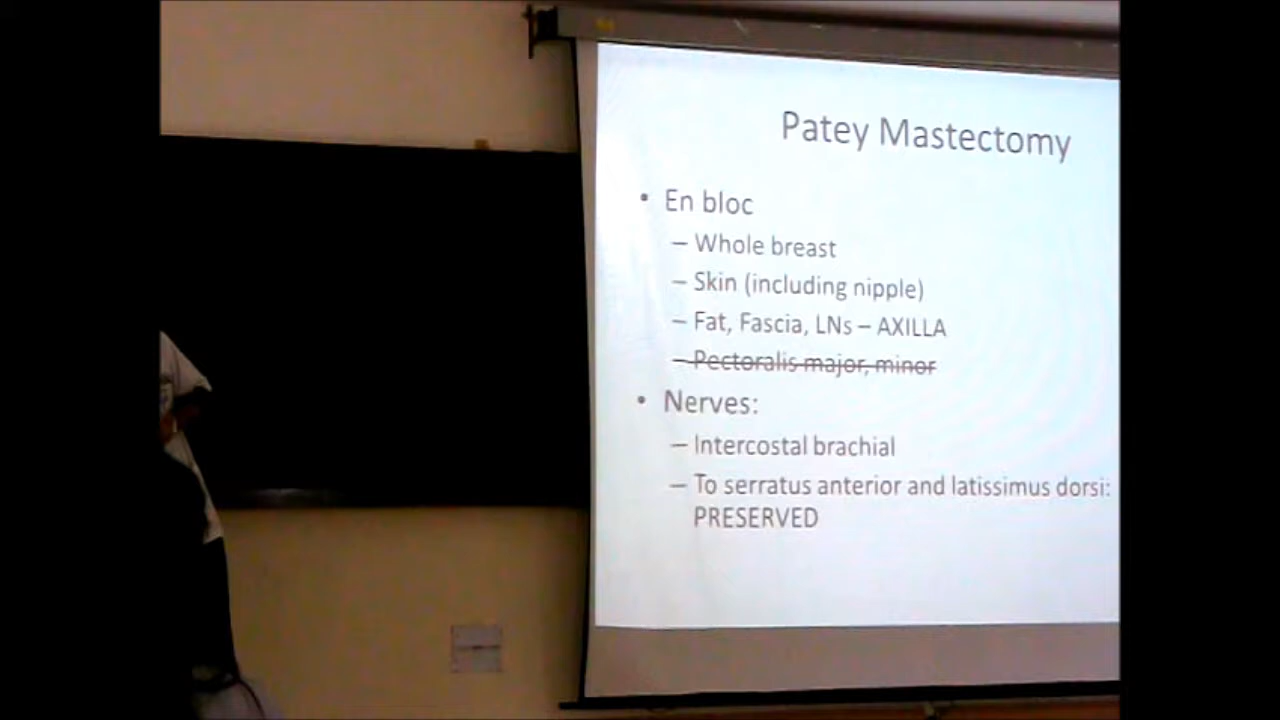 Patey Mastectomy
• En bloc
– Whole breast
– Skin (including nipple)
– Fat, Fascia, LNs – AXILLA
– Pectoralis major, minor
• Nerves:
– Intercostal brachial
– To serratus anterior and latissimus dorsi:
PRESERVED